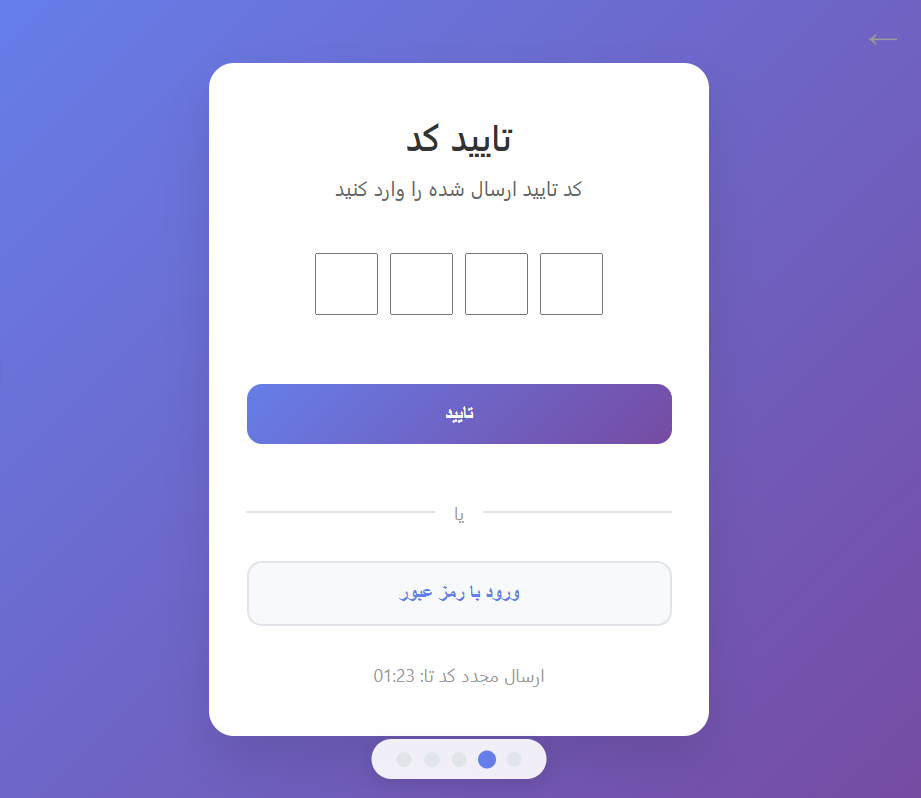 تایید کد
کد تایید ارسال شده را وارد کنید
تایید
یا
ورود با رمز عبور
ارسال مجدد کد تا: 01:23